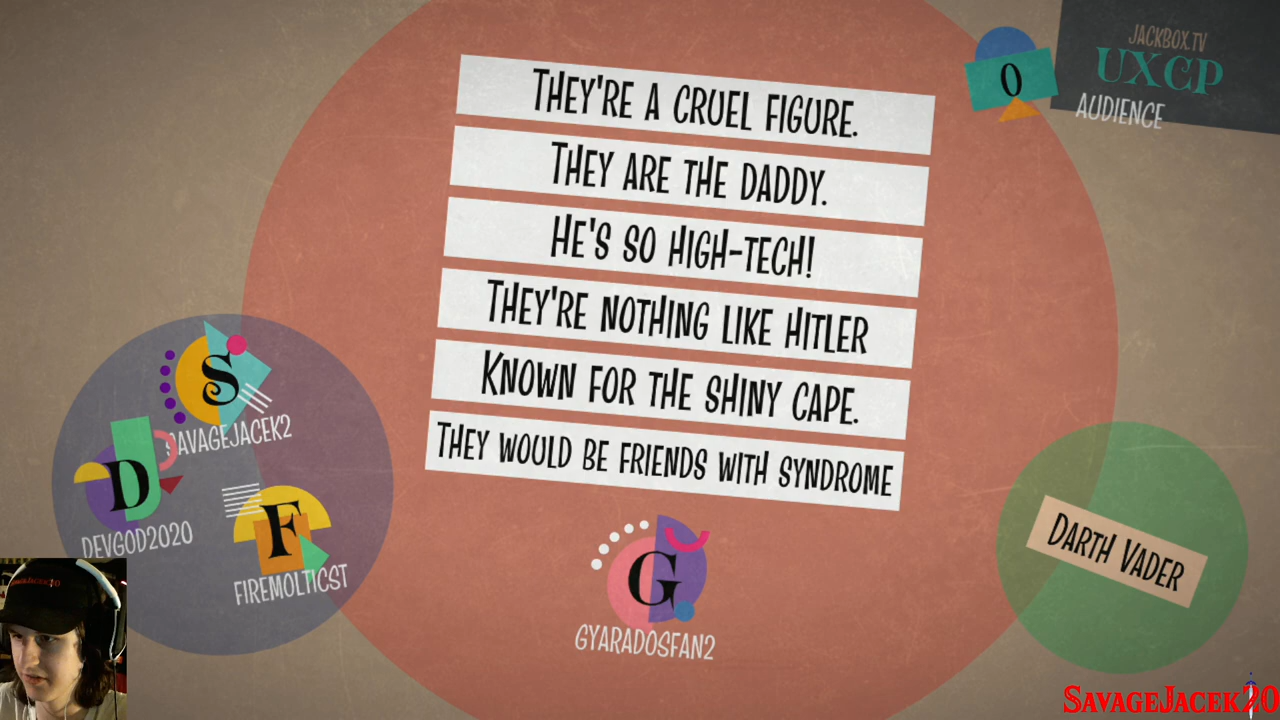 THEY'RE A CRUEL FIGURE.
THEY ARE THE DADDY.
HE'S SO HIGH-TECH!
THEY'RE NOTHING LIKE HITLER
KNOWN FOR THE SHINY CAPE.
THEY WOULD BE FRIENDS WITH SYNDROME
JACKBOX.TV
UXCP
0
AUDIENCE
S
SAVAGEJACEK2
D
DEVGOD2020
F
FIREMOLTICST
G
GYARADOSFAN2
DARTH VADER
SAVAGEJACEK20